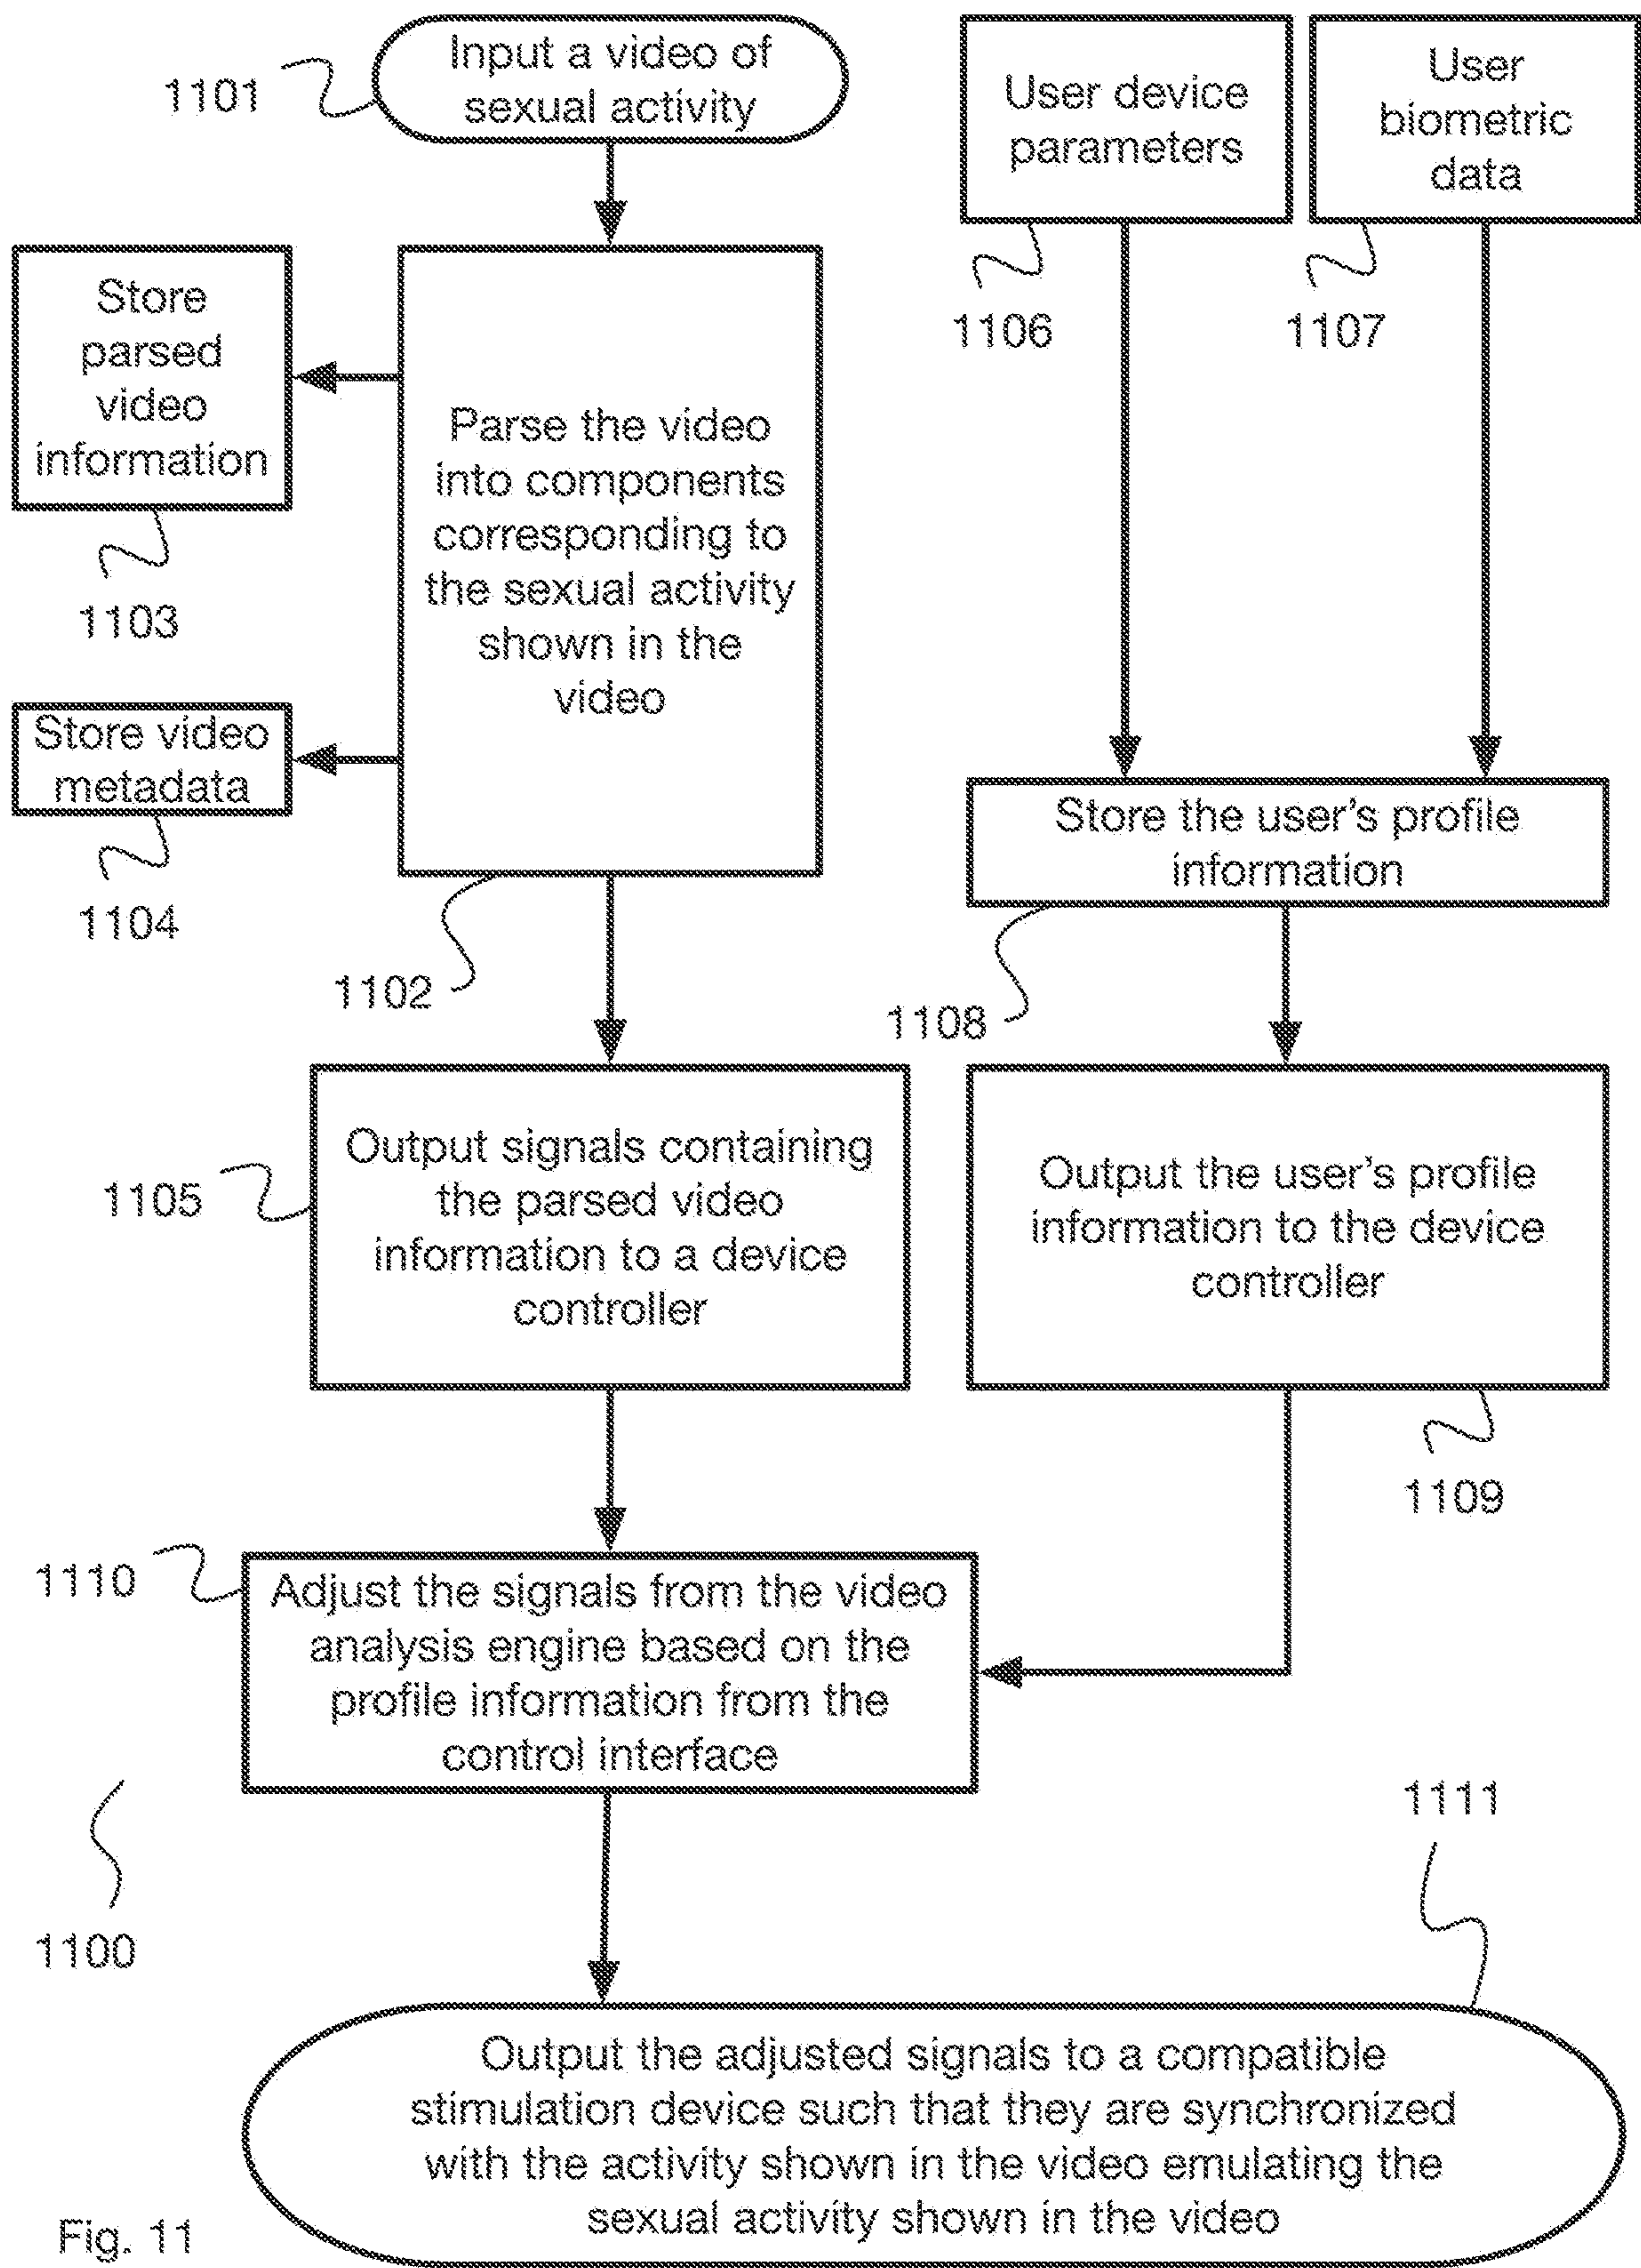 Input a video of
sexual activity
1101
User device
parameters
User
biometric
data
1106
1107
Store
parsed
video
information
1103
Parse the video
into components
corresponding to
the sexual activity
shown in the
video
Store video
metadata
1104
1102
Store the user's profile
information
1108
Output signals containing
the parsed video
information to a device
controller
1105
Output the user's profile
information to the device
controller
1109
1110
Adjust the signals from the video
analysis engine based on the
profile information from the
control interface
1100
1111
Output the adjusted signals to a compatible
stimulation device such that they are synchronized
with the activity shown in the video emulating the
sexual activity shown in the video
Fig. 11